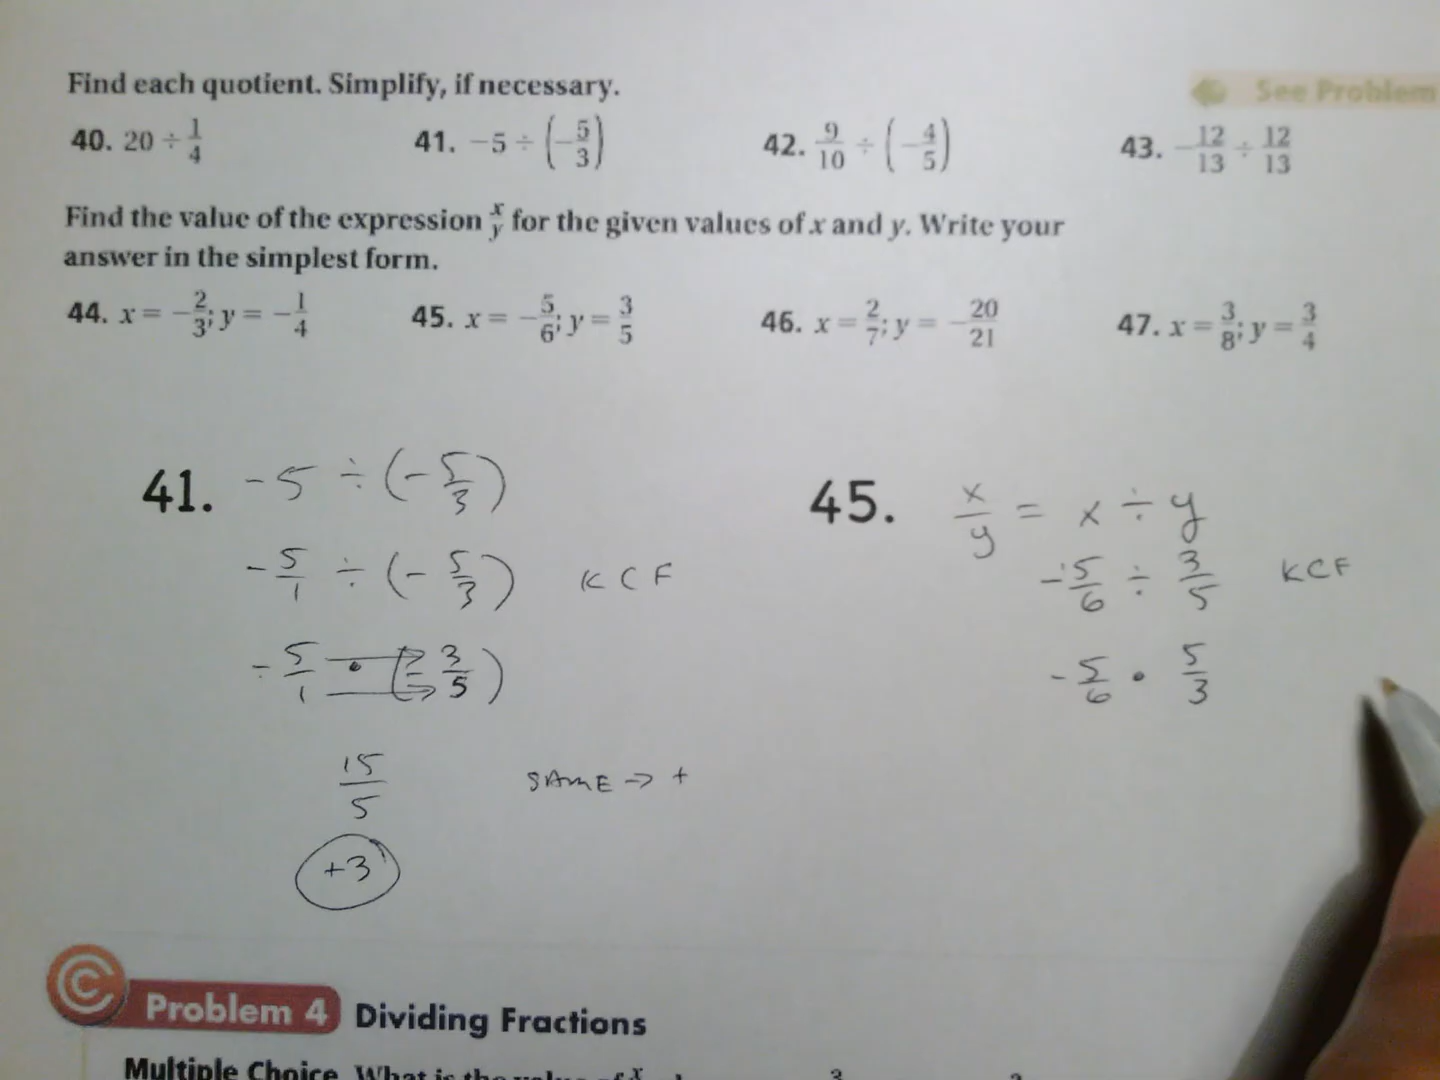 Find each quotient. Simplify, if necessary.
See Problem
40. 20 ÷ 1/4
41. −5 ÷ (−5/3)
42. 9/10 ÷ (−4/5)
43. −12/13 ÷ 12/13
Find the value of the expression x/y for the given values of x and y. Write your
answer in the simplest form.
44. x = −2/3; y = −1/4
45. x = −5/6; y = 3/5
46. x = 2/7; y = −20/21
47. x = 3/8; y = 3/4
41. −5 ÷ (−5/3)
−5/1 ÷ (−5/3) KCF
−5/1 • (−3/5)
15/5 SAME → +
+3
45. x/y = x ÷ y
−5/6 ÷ 3/5 KCF
−5/6 • 5/3
C
Problem 4 Dividing Fractions
Multiple Choice What is the value of x